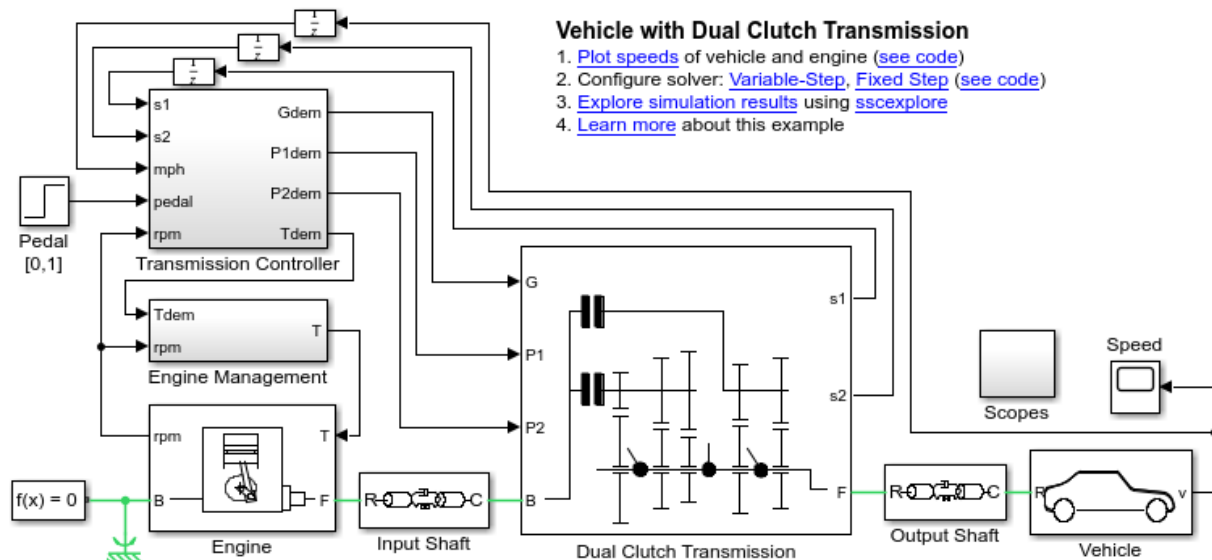 1
z
1
z
1
z
Vehicle with Dual Clutch Transmission
1. Plot speeds of vehicle and engine (see code)
2. Configure solver: Variable-Step, Fixed Step (see code)
3. Explore simulation results using sscexplore
4. Learn more about this example
s1
s2
mph
pedal
rpm
Gdem
P1dem
P2dem
Tdem
Transmission Controller
Pedal
[0,1]
Tdem
rpm
T
Engine Management
rpm
T
B
F
Engine
f(x) = 0
R
C
Input Shaft
G
P1
P2
B
s1
s2
F
Dual Clutch Transmission
Scopes
Speed
R
C
Output Shaft
R
v
Vehicle